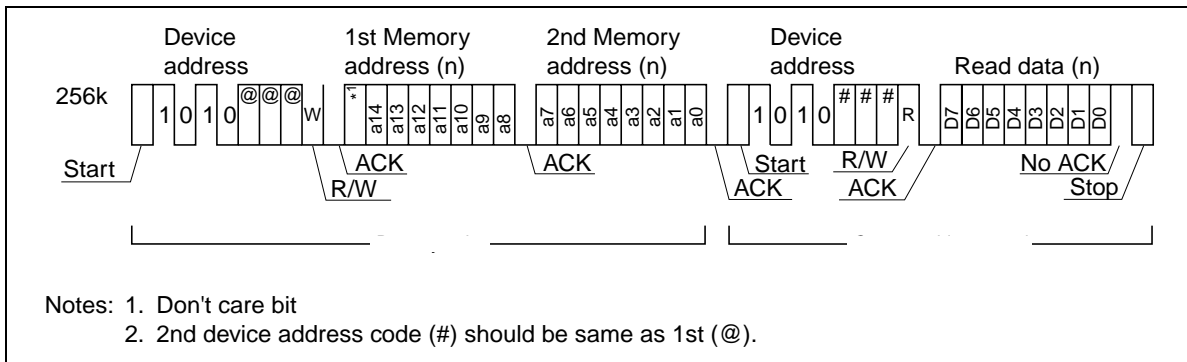 Device address 1st Memory address (n) 2nd Memory address (n) Device address Read data (n)
256k 1 0 1 0 @ @ @ W *1 a14 a13 a12 a11 a10 a9 a8 a7 a6 a5 a4 a3 a2 a1 a0 1 0 1 0 # # # R D7 D6 D5 D4 D3 D2 D1 D0
Start ACK ACK Start R/W No ACK
R/W ACK ACK Stop
Notes: 1. Don't care bit
2. 2nd device address code (#) should be same as 1st (@).